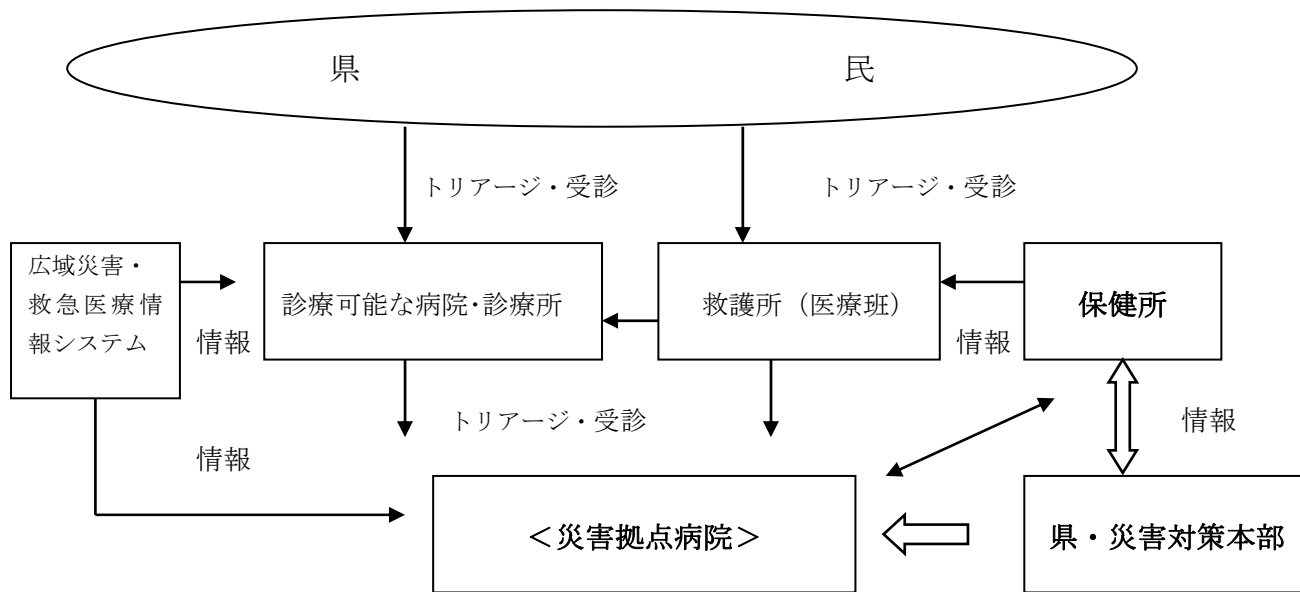 県　民
トリアージ・受診
トリアージ・受診
広域災害・
救急医療情
報システム
情報
診療可能な病院・診療所
救護所（医療班）
情報
保健所
トリアージ・受診
情報
情報
＜災害拠点病院＞
県・災害対策本部